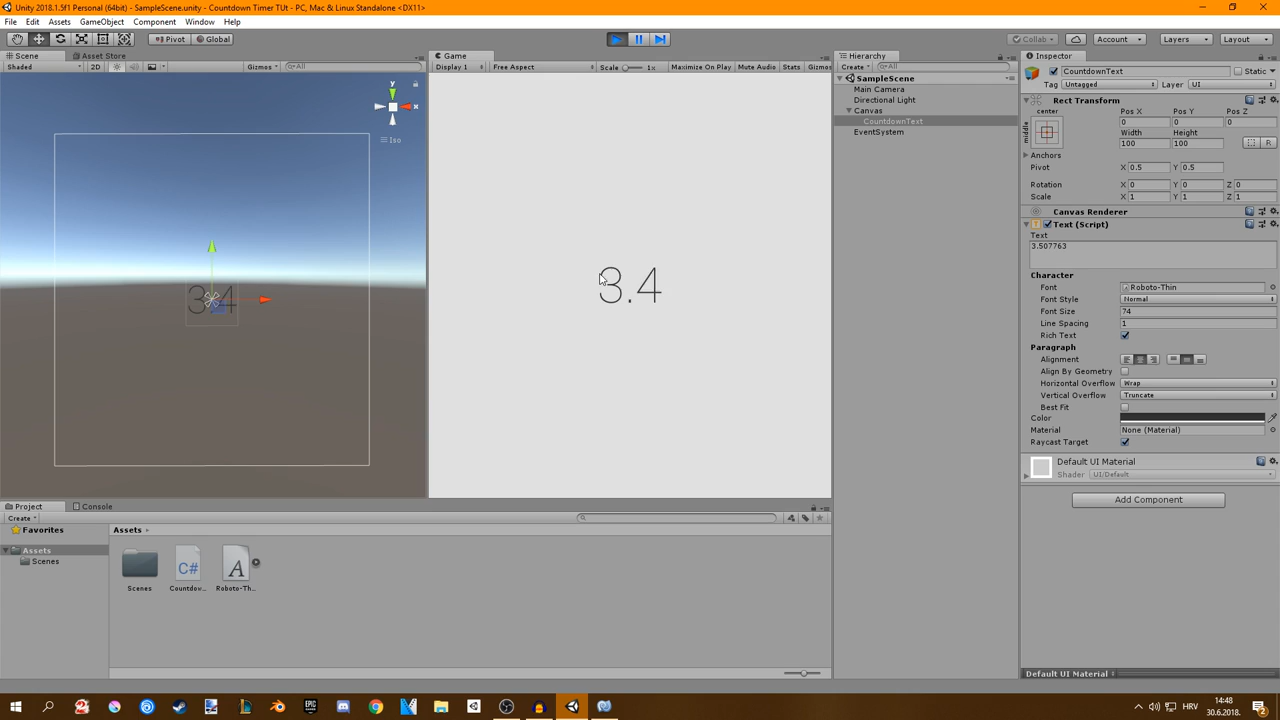 Unity 2018.1.5f1 Personal (64bit) - SampleScene.unity - Countdown Timer TUt - PC, Mac & Linux Standalone <DX11>
File Edit Assets GameObject Component Window Help
Pivot Global Collab Account Layers Layout
Scene Asset Store
Shaded 2D Gizmos All
y
x
Iso
3.4
Game
Display 1 Free Aspect Scale 1x Maximize On Play Mute Audio Stats Gizmos
3.4
Hierarchy
Create All
SampleScene
Main Camera
Directional Light
Canvas
CountdownText
EventSystem
Inspector
CountdownText Static
Tag Untagged Layer UI
Rect Transform
center Pos X Pos Y Pos Z
middle 0 0 0
Width Height
100 100
R
Anchors
Pivot X 0.5 Y 0.5
Rotation X 0 Y 0 Z 0
Scale X 1 Y 1 Z 1
Canvas Renderer
Text (Script)
Text
3.507763
Character
Font Roboto-Thin
Font Style Normal
Font Size 74
Line Spacing 1
Rich Text
Paragraph
Alignment
Align By Geometry
Horizontal Overflow Wrap
Vertical Overflow Truncate
Best Fit
Color
Material None (Material)
Raycast Target
Default UI Material
Shader UI/Default
Add Component
Default UI Material
Project Console
Create
Favorites
Assets
Scenes
Assets
C#
A
Scenes Countdow... Roboto-Th...
EPIC
14:48
30.6.2018.